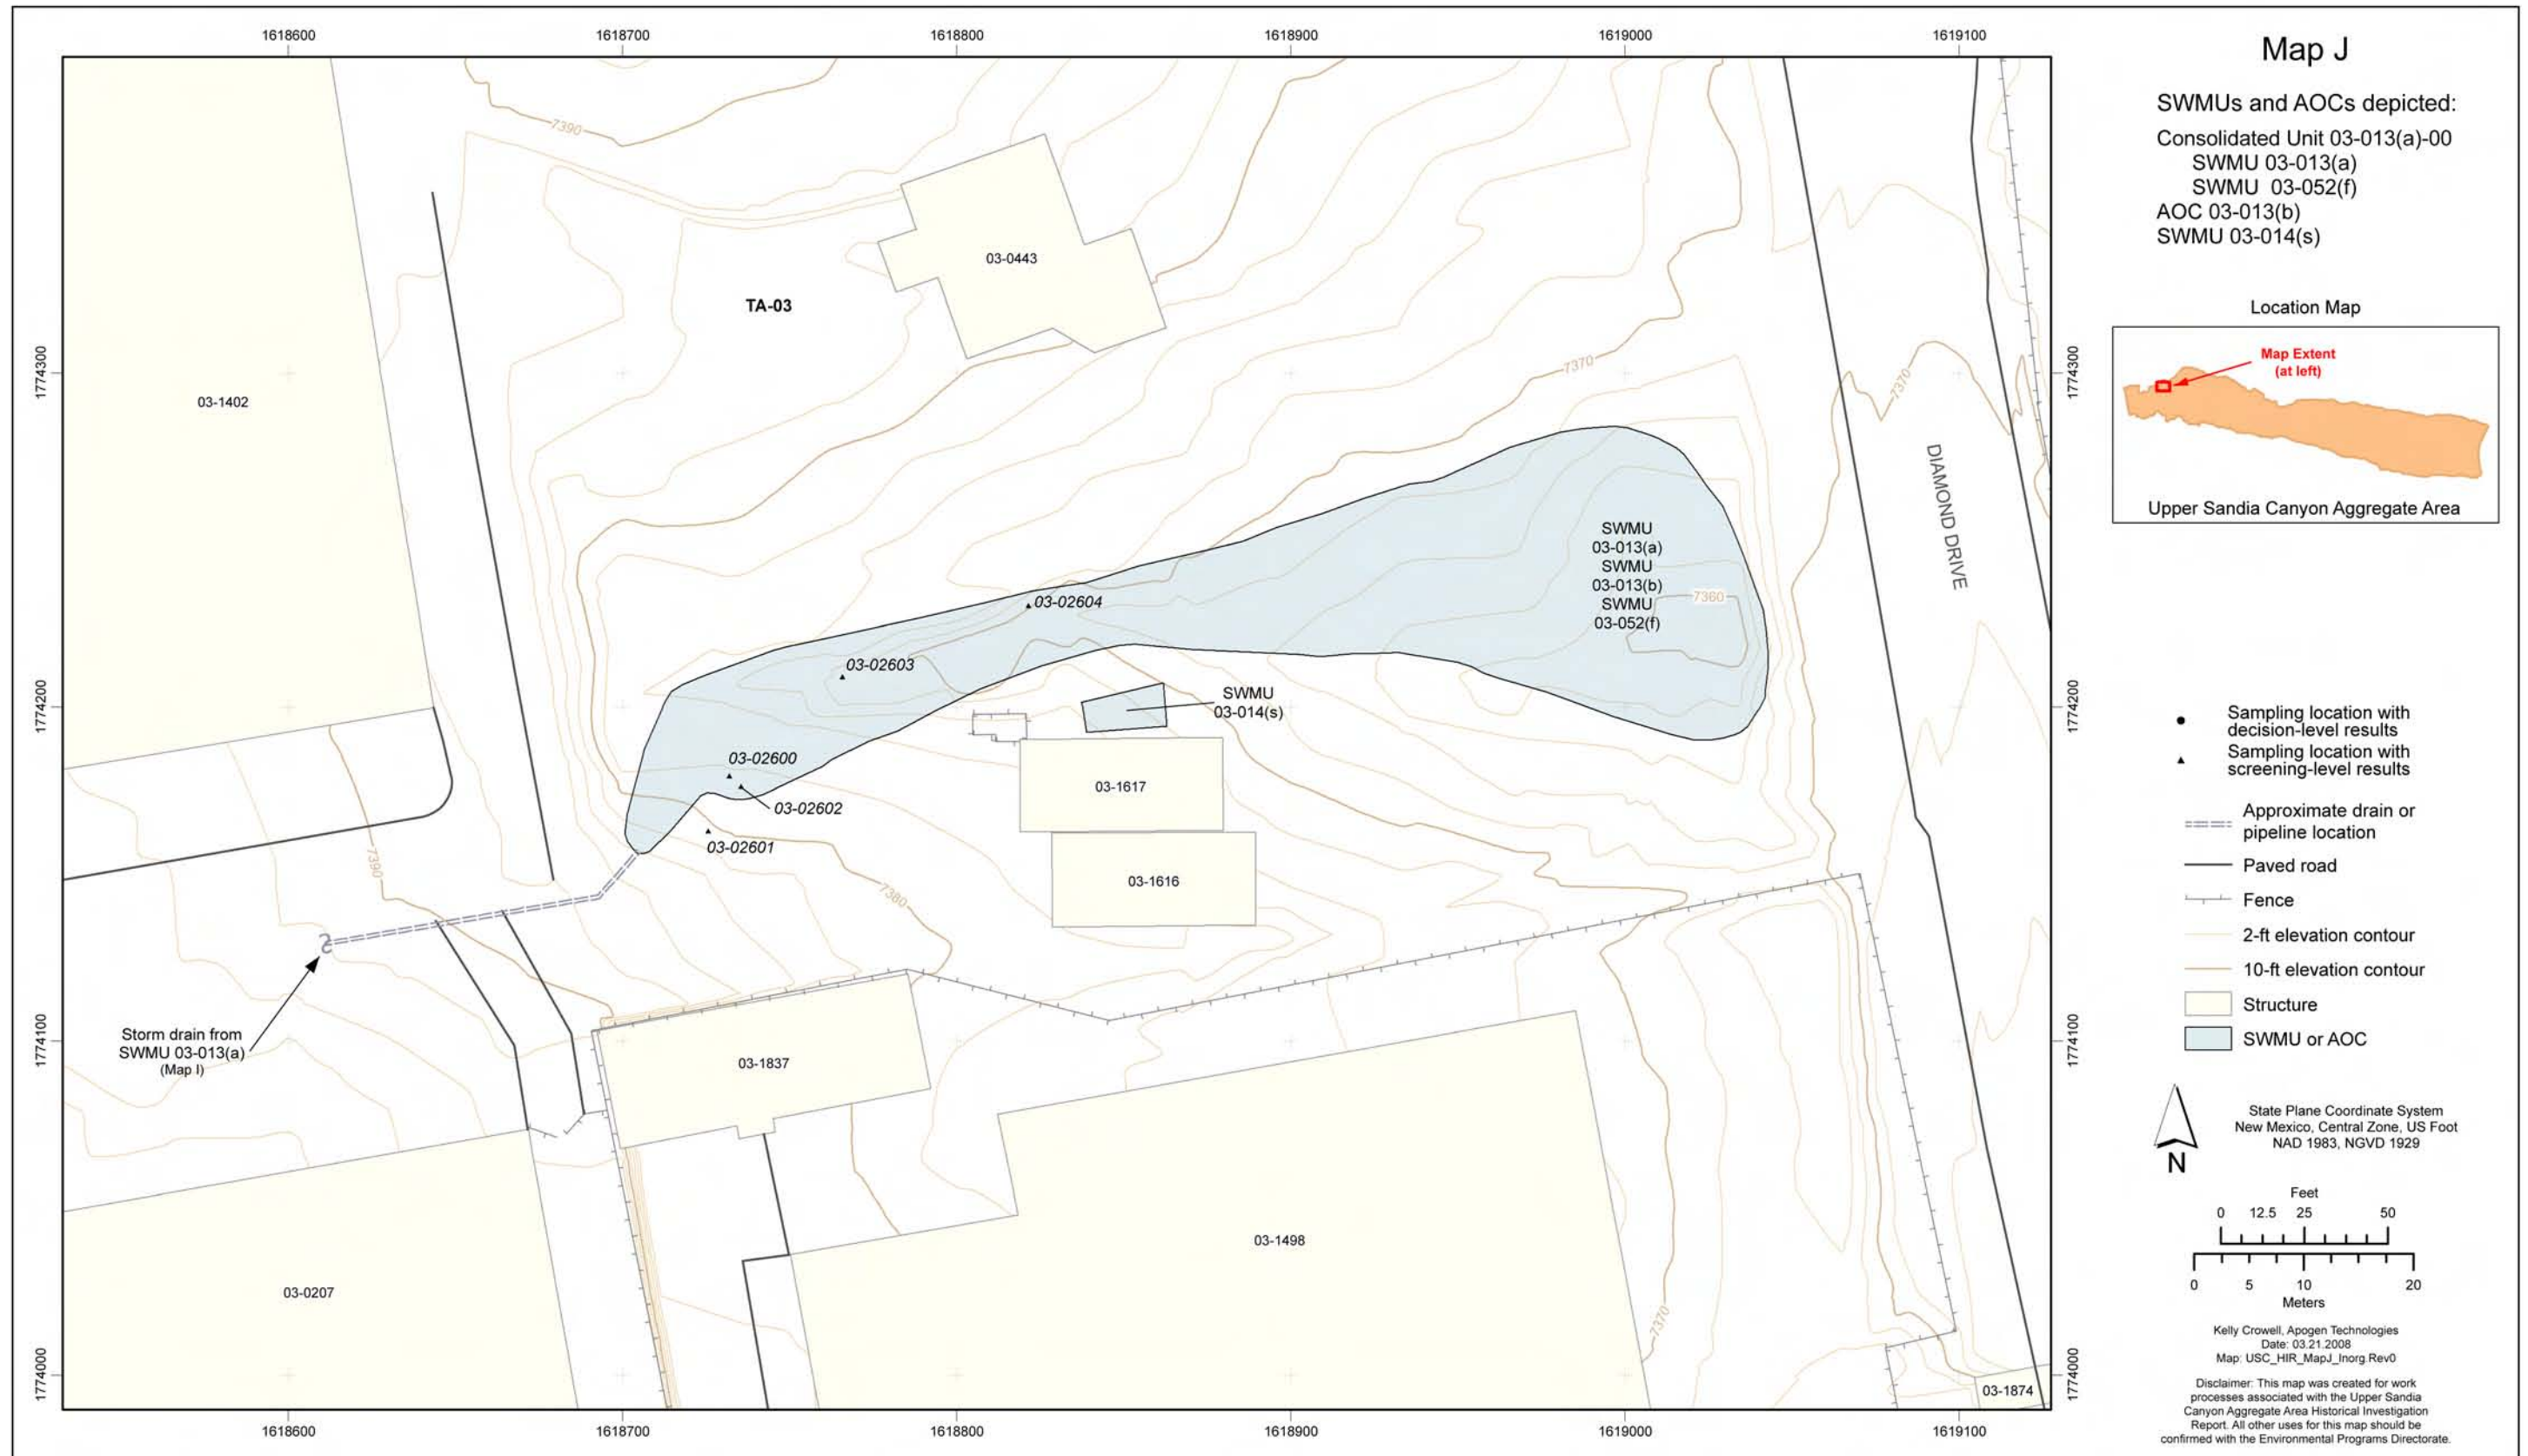 1618600
1618700
1618800
1618900
1619000
1619100
Map J
SWMUs and AOCs depicted:
Consolidated Unit 03-013(a)-00
SWMU 03-013(a)
SWMU 03-052(f)
AOC 03-013(b)
SWMU 03-014(s)
Location Map
Map Extent
(at left)
Upper Sandia Canyon Aggregate Area
7390
03-0443
TA-03
1774300
1774300
03-1402
7370
7370
DIAMOND DRIVE
SWMU
03-013(a)
SWMU
03-013(b)
SWMU
03-052(f)
7360
03-02604
03-02603
1774200
1774200
SWMU
03-014(s)
03-02600
03-02602
03-02601
03-1617
03-1616
7390
7380
Storm drain from
SWMU 03-013(a)
(Map I)
1774100
1774100
03-1837
03-1498
03-0207
7370
1774000
1774000
03-1874
1618600
1618700
1618800
1618900
1619000
1619100
Sampling location with
decision-level results
Sampling location with
screening-level results
Approximate drain or
pipeline location
Paved road
Fence
2-ft elevation contour
10-ft elevation contour
Structure
SWMU or AOC
N
State Plane Coordinate System
New Mexico, Central Zone, US Foot
NAD 1983, NGVD 1929
Feet
0 12.5 25 50
0 5 10 20
Meters
Kelly Crowell, Apogen Technologies
Date: 03.21.2008
Map: USC_HIR_MapJ_Inorg.Rev0
Disclaimer: This map was created for work
processes associated with the Upper Sandia
Canyon Aggregate Area Historical Investigation
Report. All other uses for this map should be
confirmed with the Environmental Programs Directorate.